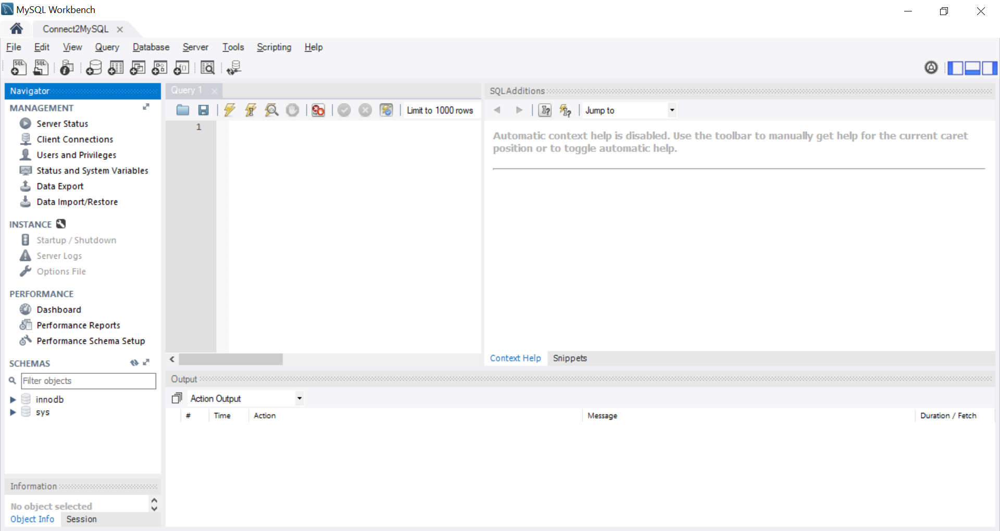 MySQL Workbench
Connect2MySQL
File Edit View Query Database Server Tools Scripting Help
SQL SQL
Navigator
MANAGEMENT
Server Status
Client Connections
Users and Privileges
Status and System Variables
Data Export
Data Import/Restore
INSTANCE
Startup / Shutdown
Server Logs
Options File
PERFORMANCE
Dashboard
Performance Reports
Performance Schema Setup
SCHEMAS
Filter objects
innodb
sys
Information
No object selected
Object Info Session
Query 1
Limit to 1000 rows
1
SQLAdditions
Jump to
Automatic context help is disabled. Use the toolbar to manually get help for the current caret
position or to toggle automatic help.
Context Help Snippets
Output
Action Output
# Time Action Message Duration / Fetch